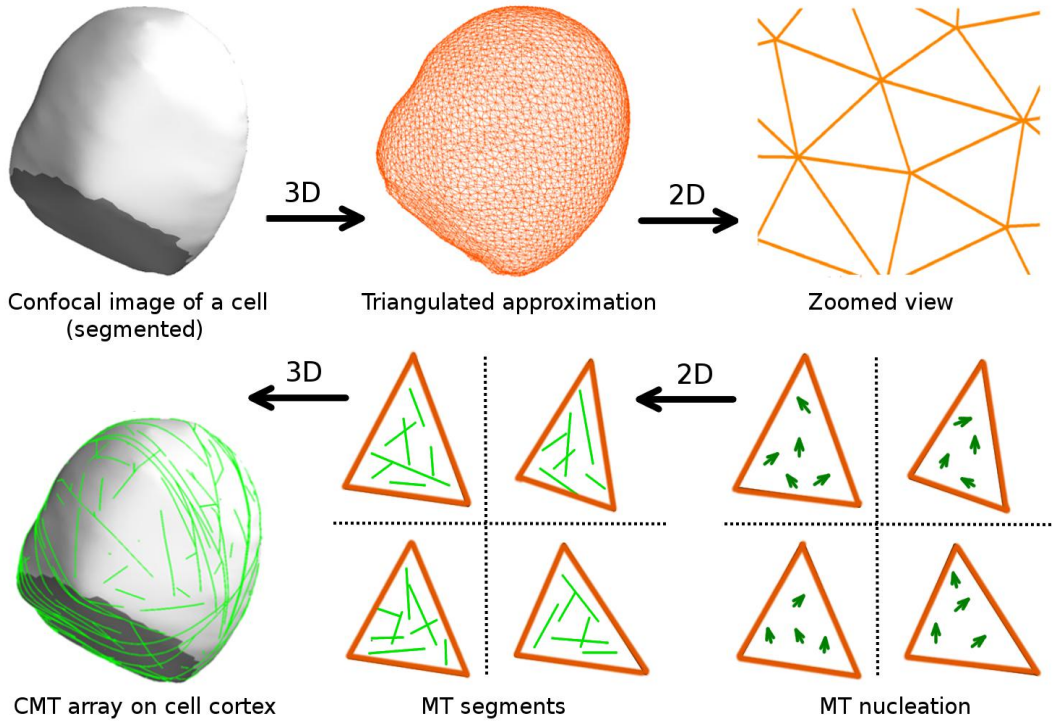 3D
2D
Confocal image of a cell
(segmented)
Triangulated approximation
Zoomed view
3D
2D
CMT array on cell cortex
MT segments
MT nucleation